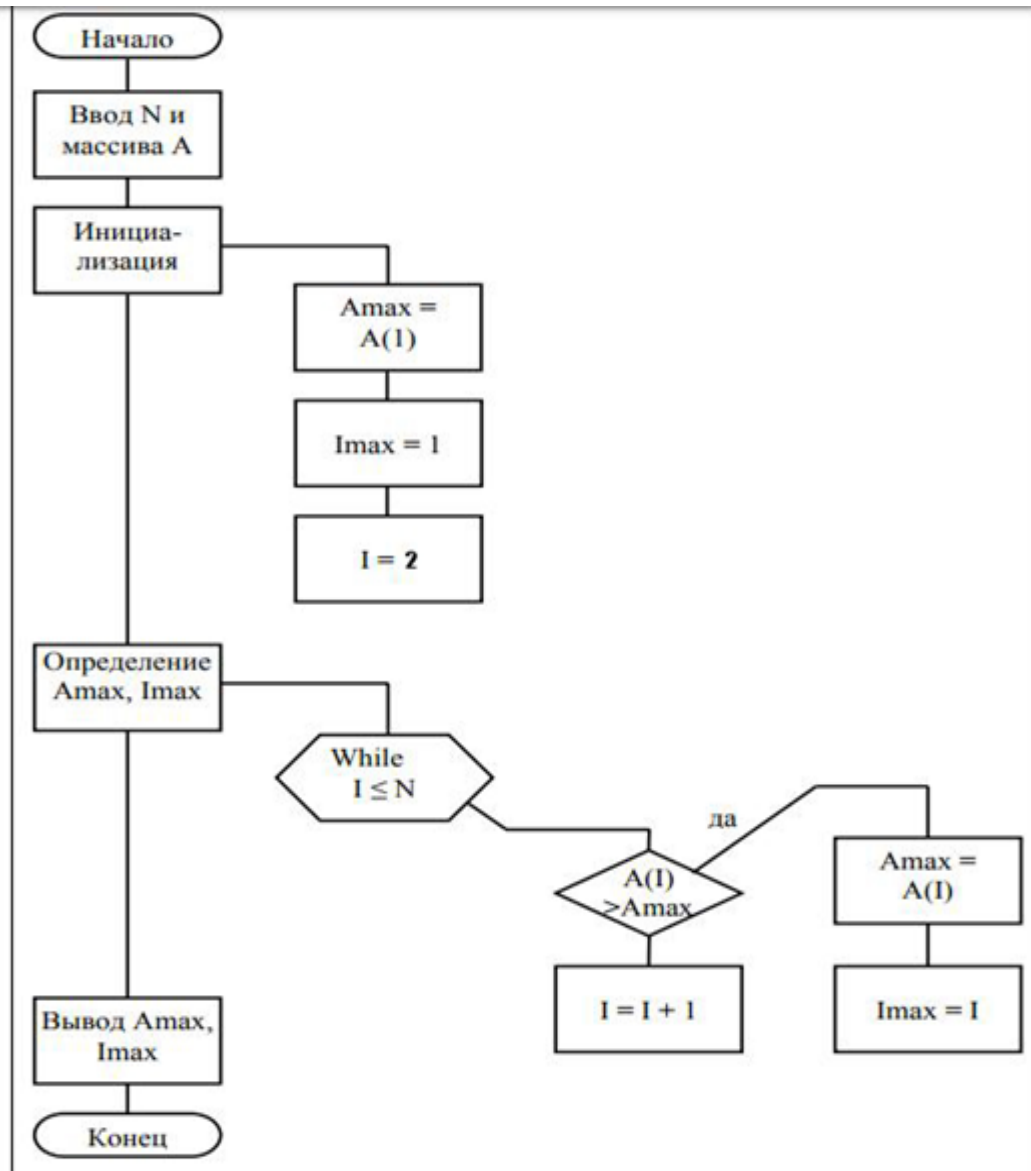 Начало
Ввод N и
массива A
Инициа-
лизация
Amax =
A(1)
Imax = 1
I = 2
Определение
Amax, Imax
While
I ≤ N
да
A(I)
>Amax
Amax =
A(I)
I = I + 1
Imax = I
Вывод Amax,
Imax
Конец